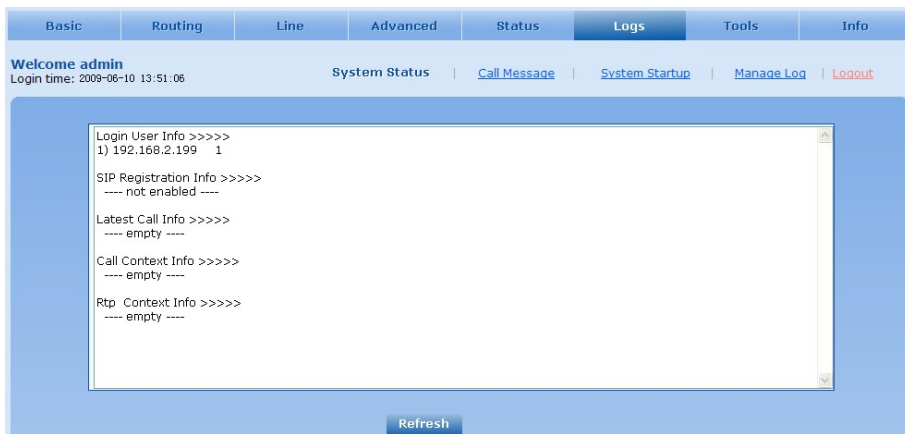 Basic Routing Line Advanced Status Logs Tools Info
Welcome admin
Login time: 2009-06-10 13:51:06
System Status | Call Message | System Startup | Manage Log | Logout
Login User Info >>>>>
1) 192.168.2.199 1
SIP Registration Info >>>>>
---- not enabled ----
Latest Call Info >>>>>
---- empty ----
Call Context Info >>>>>
---- empty ----
Rtp Context Info >>>>>
---- empty ----
Refresh